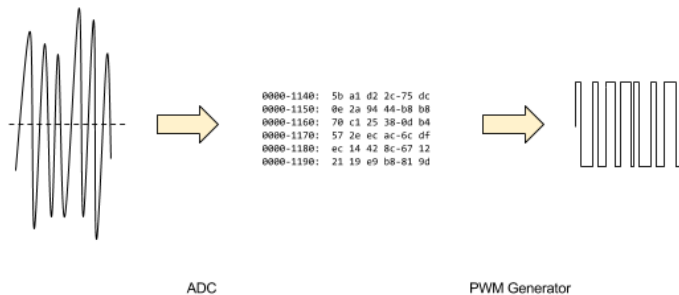 0000-1140:  5b a1 d2 2c-75 dc
0000-1150:  0e 2a 94 44-b8 b8
0000-1160:  70 c1 25 38-0d b4
0000-1170:  57 2e ec ac-6c df
0000-1180:  ec 14 42 8c-67 12
0000-1190:  21 19 e9 b8-81 9d
ADC
PWM Generator